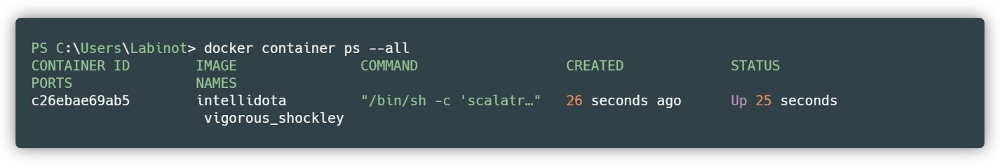 PS C:\Users\Labinot> docker container ps --all
CONTAINER ID        IMAGE               COMMAND                  CREATED             STATUS
PORTS               NAMES
c26ebae69ab5        intellidota         "/bin/sh -c 'scalatr…"   26 seconds ago      Up 25 seconds
                     vigorous_shockley